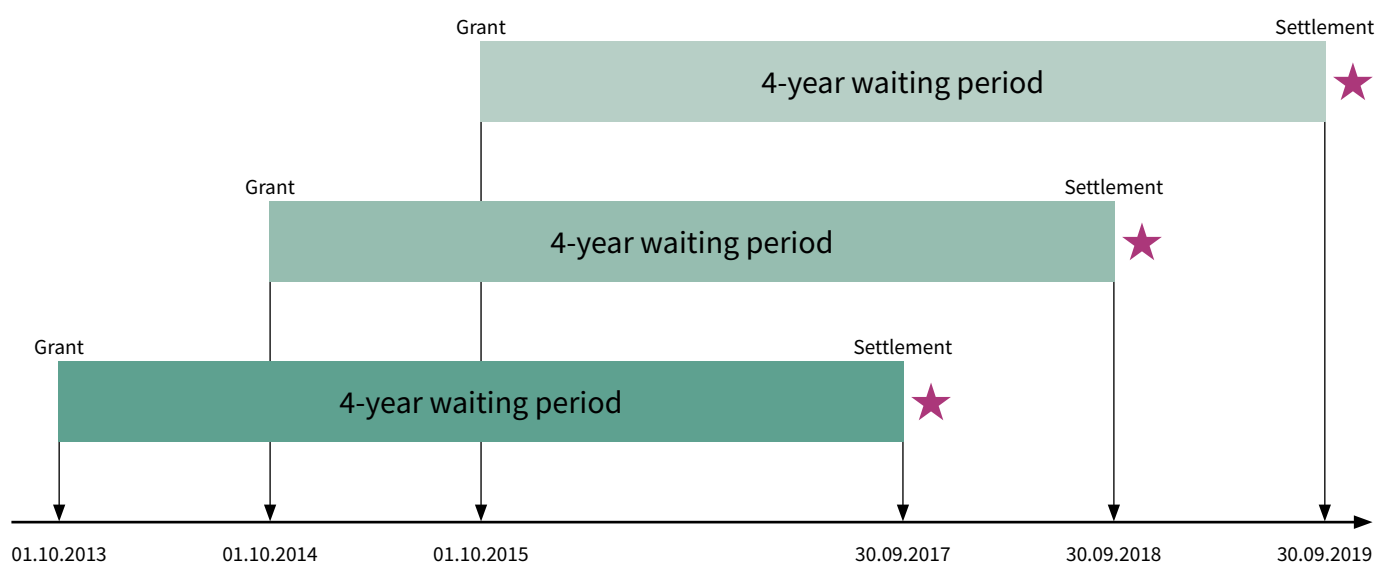 Grant
Settlement
4-year waiting period
Grant
Settlement
4-year waiting period
Grant
Settlement
4-year waiting period
01.10.2013
01.10.2014
01.10.2015
30.09.2017
30.09.2018
30.09.2019